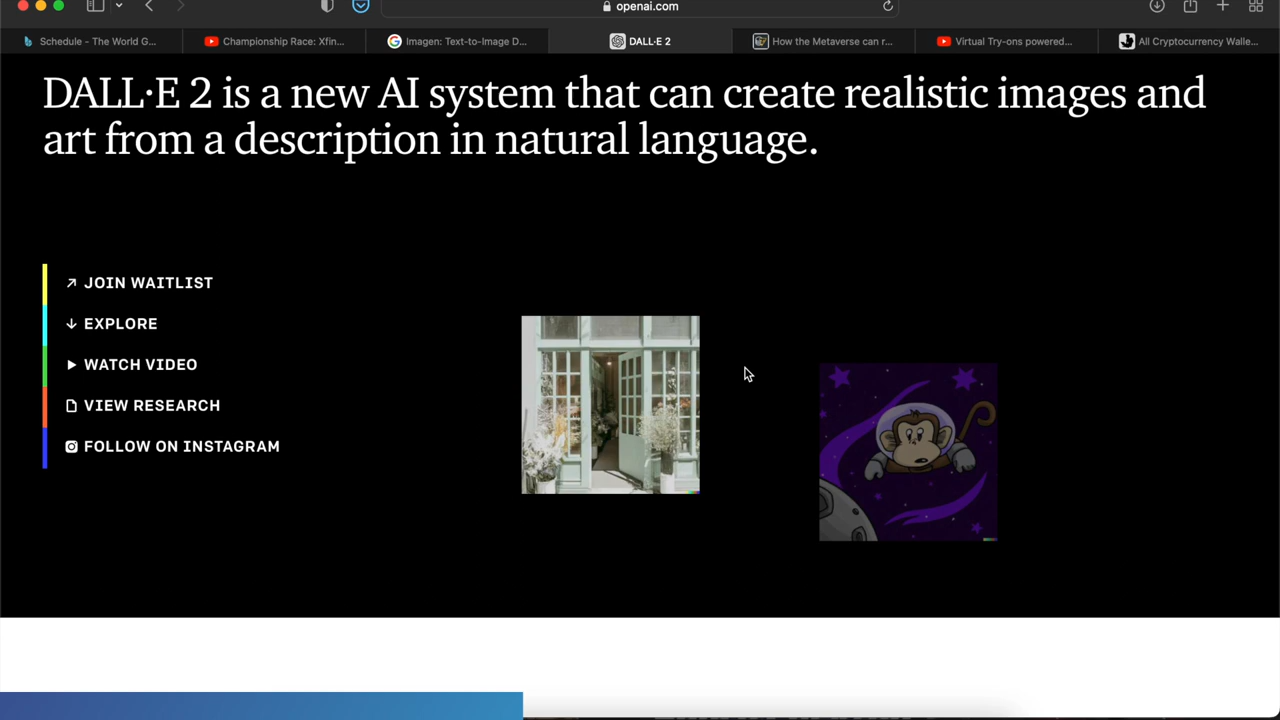 openai.com
Schedule - The World G...
Championship Race: Xfin...
Imagen: Text-to-Image D...
DALL·E 2
How the Metaverse can r...
Virtual Try-ons powered...
All Cryptocurrency Walle...
DALL·E 2 is a new AI system that can create realistic images and
art from a description in natural language.
JOIN WAITLIST
EXPLORE
WATCH VIDEO
VIEW RESEARCH
FOLLOW ON INSTAGRAM